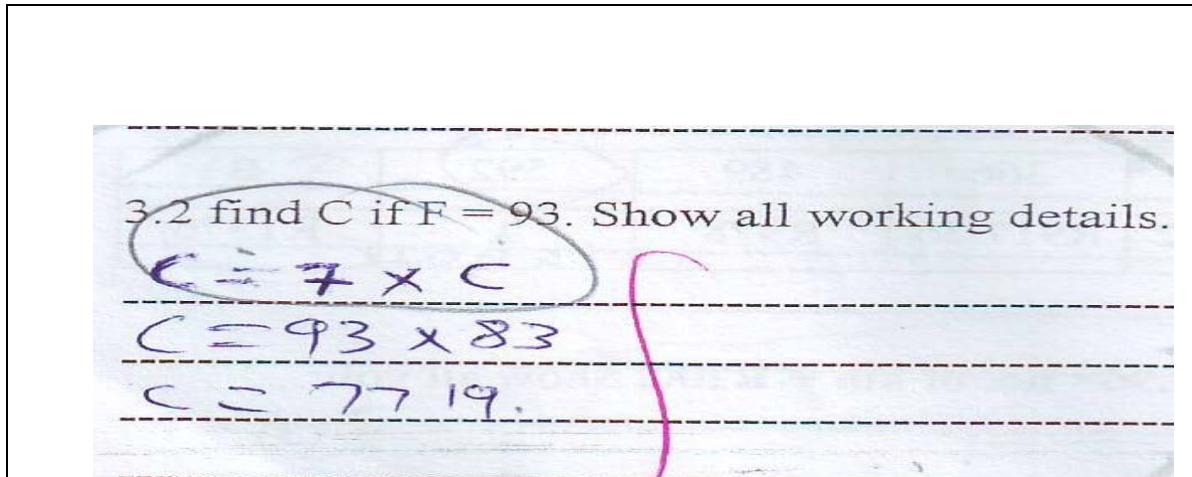 3.2 find C if F = 93. Show all working details.
C = 7 x C
C = 93 x 83
C = 7719.